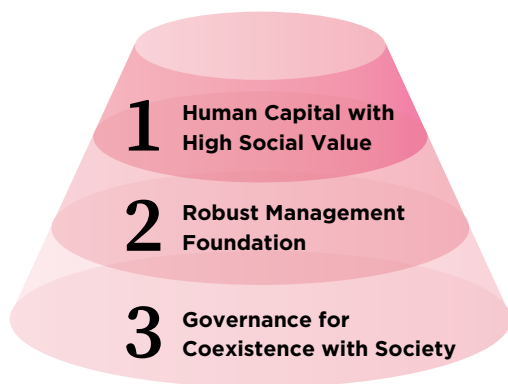 1
Human Capital with
High Social Value
2
Robust Management
Foundation
3
Governance for
Coexistence with Society